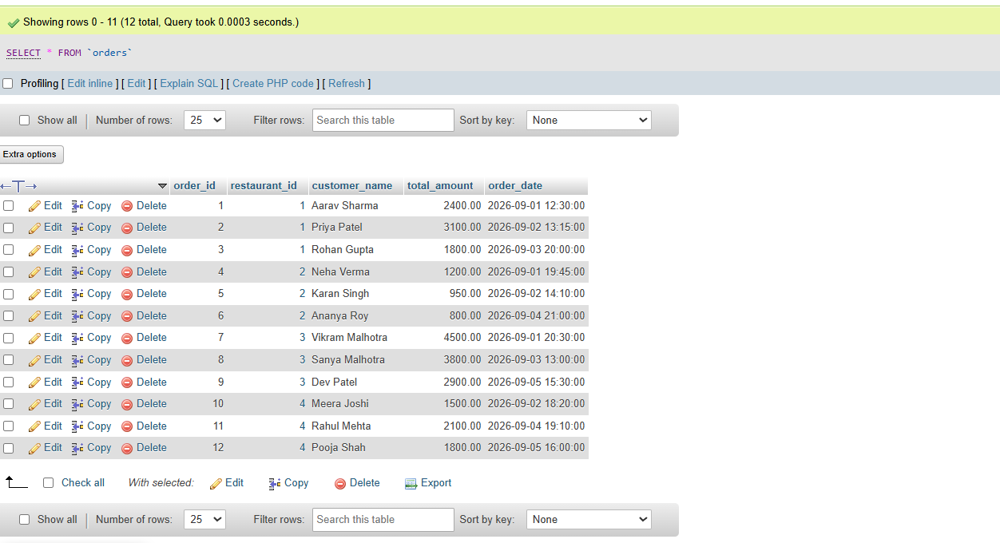 Showing rows 0 - 11 (12 total, Query took 0.0003 seconds.)
SELECT * FROM `orders`
Profiling [ Edit inline ] [ Edit ] [ Explain SQL ] [ Create PHP code ] [ Refresh ]
Show all Number of rows: 25 Filter rows: Search this table Sort by key: None
Extra options
←T→ order_id restaurant_id customer_name total_amount order_date
Edit Copy Delete 1 1 Aarav Sharma 2400.00 2026-09-01 12:30:00
Edit Copy Delete 2 1 Priya Patel 3100.00 2026-09-02 13:15:00
Edit Copy Delete 3 1 Rohan Gupta 1800.00 2026-09-03 20:00:00
Edit Copy Delete 4 2 Neha Verma 1200.00 2026-09-01 19:45:00
Edit Copy Delete 5 2 Karan Singh 950.00 2026-09-02 14:10:00
Edit Copy Delete 6 2 Ananya Roy 800.00 2026-09-04 21:00:00
Edit Copy Delete 7 3 Vikram Malhotra 4500.00 2026-09-01 20:30:00
Edit Copy Delete 8 3 Sanya Malhotra 3800.00 2026-09-03 13:00:00
Edit Copy Delete 9 3 Dev Patel 2900.00 2026-09-05 15:30:00
Edit Copy Delete 10 4 Meera Joshi 1500.00 2026-09-02 18:20:00
Edit Copy Delete 11 4 Rahul Mehta 2100.00 2026-09-04 19:10:00
Edit Copy Delete 12 4 Pooja Shah 1800.00 2026-09-05 16:00:00
Check all With selected: Edit Copy Delete Export
Show all Number of rows: 25 Filter rows: Search this table Sort by key: None